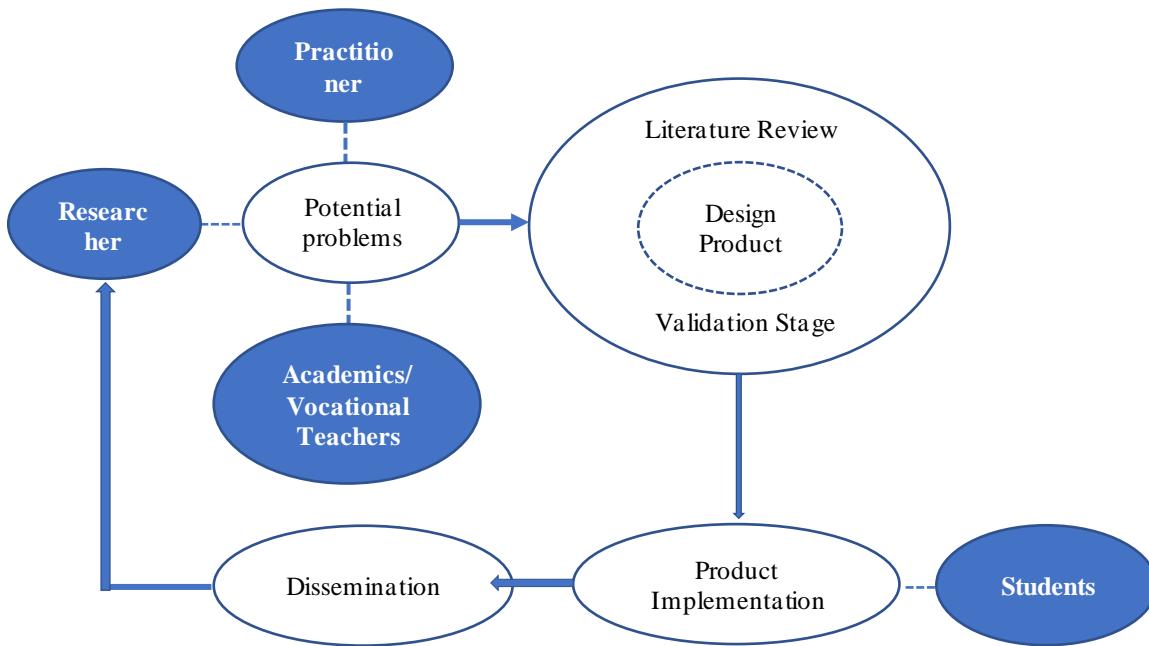 Practitio
ner
Literature Review
Researc
her
Potential
problems
Design
Product
Validation Stage
Academics/
Vocational
Teachers
Dissemination
Product
Implementation
Students